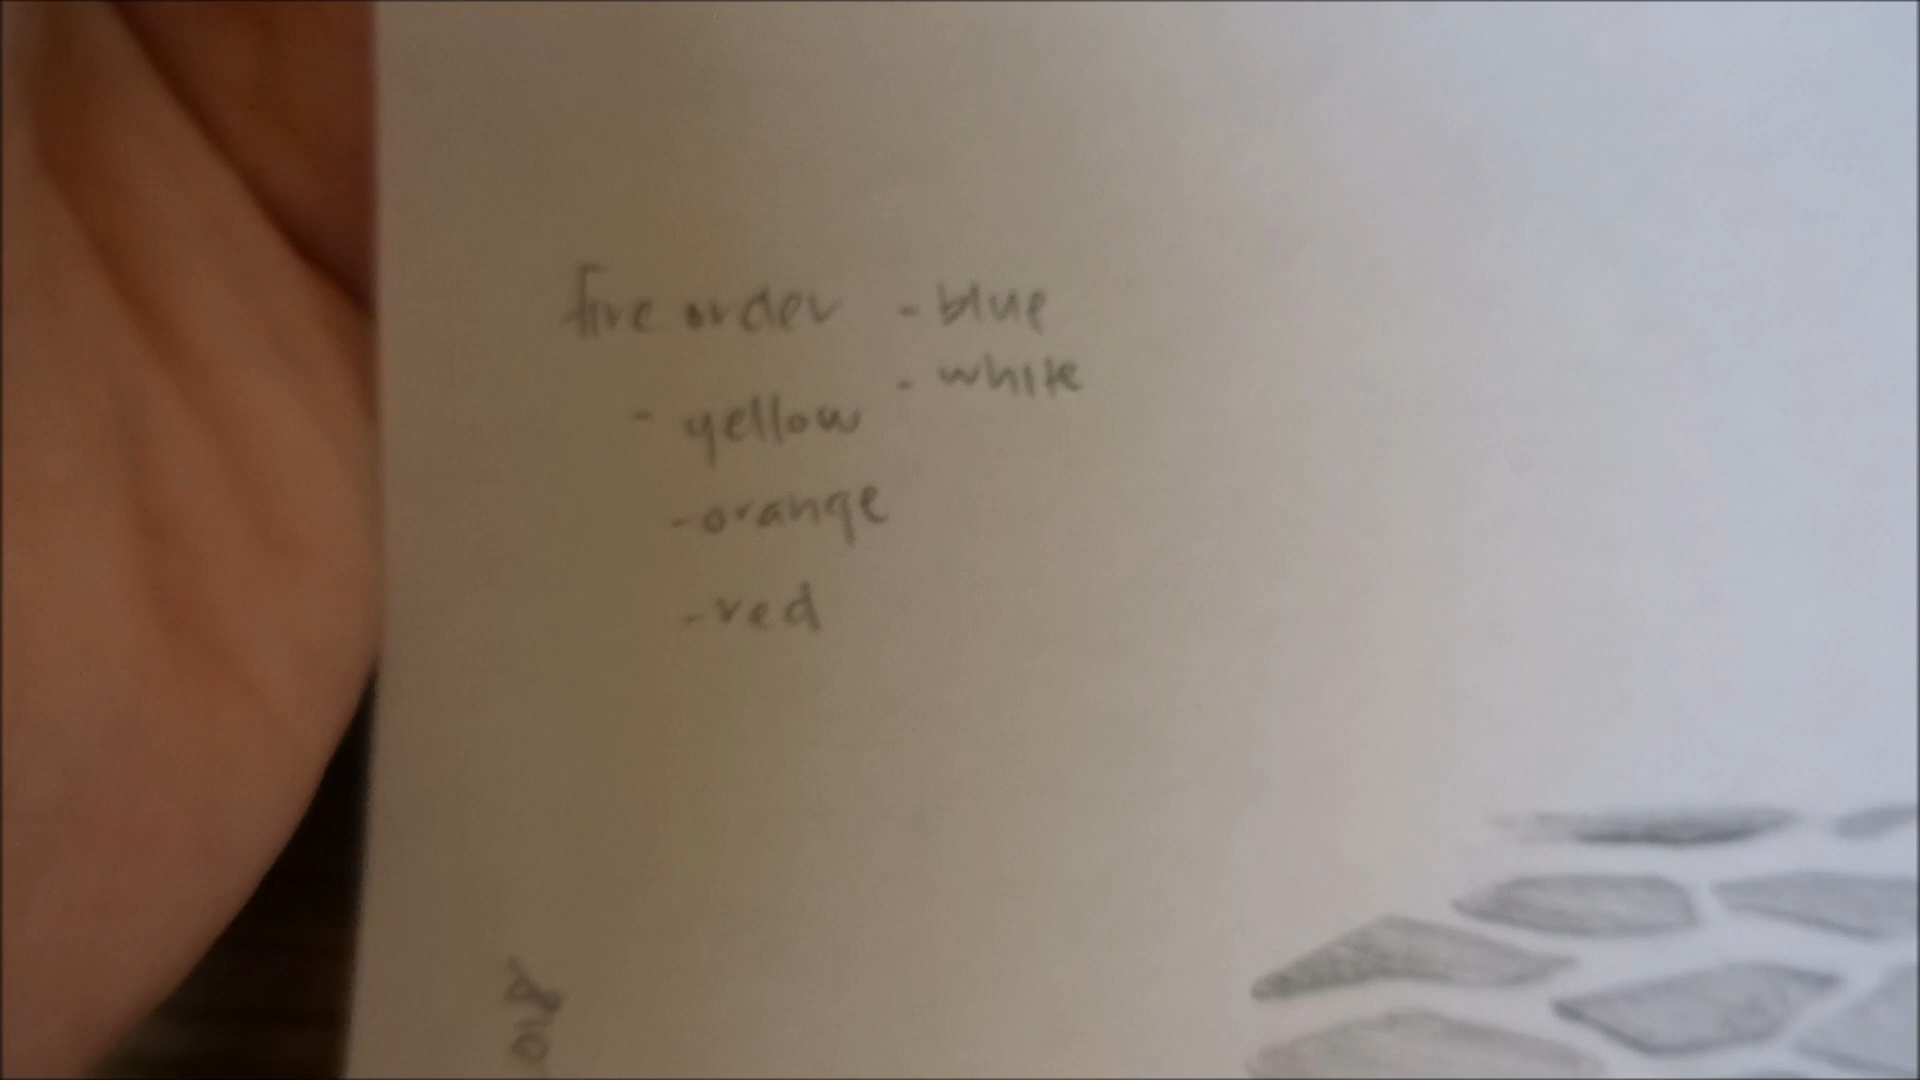 fire order - blue
- white
- yellow
- orange
- red